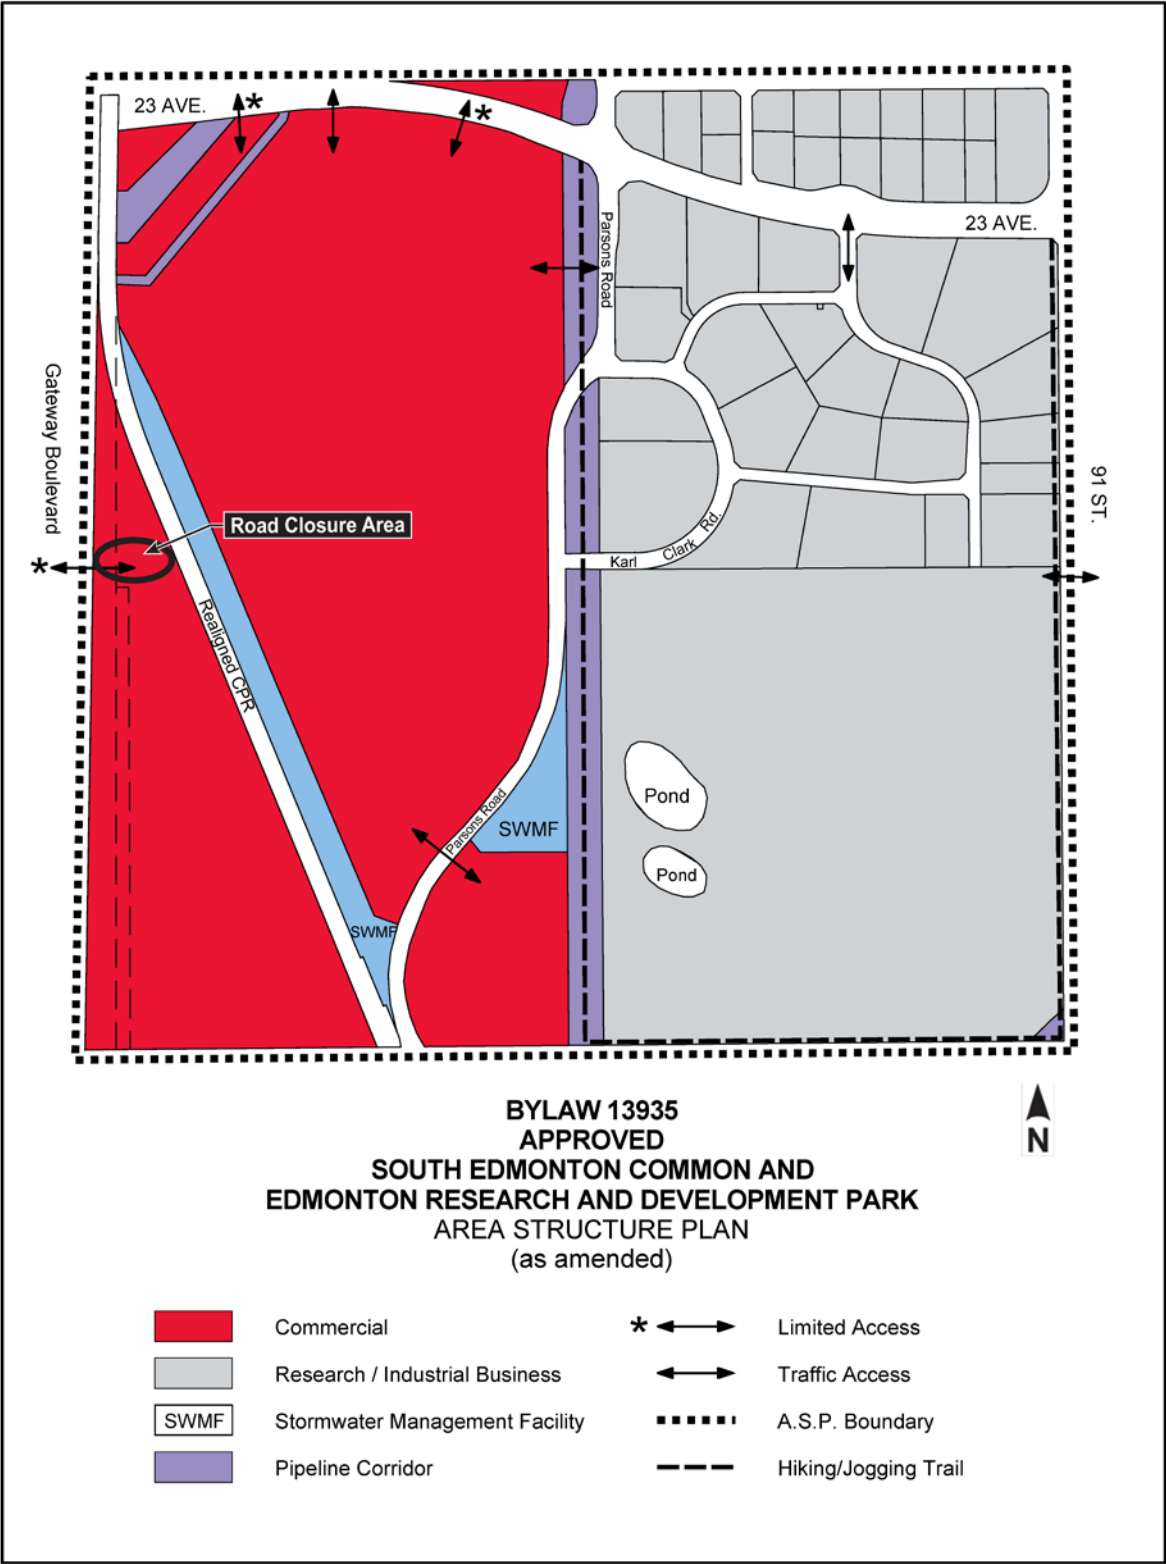 23 AVE.
*
*
Parsons Road
23 AVE.
Gateway Boulevard
91 ST.
Road Closure Area
*
Karl Clark Rd.
Realigned CPR
Pond
Parsons Road
SWMF
Pond
SWMF
BYLAW 13935
APPROVED
SOUTH EDMONTON COMMON AND
EDMONTON RESEARCH AND DEVELOPMENT PARK
AREA STRUCTURE PLAN
(as amended)
N
Commercial
* Limited Access
Research / Industrial Business
Traffic Access
SWMF Stormwater Management Facility
A.S.P. Boundary
Pipeline Corridor
Hiking/Jogging Trail